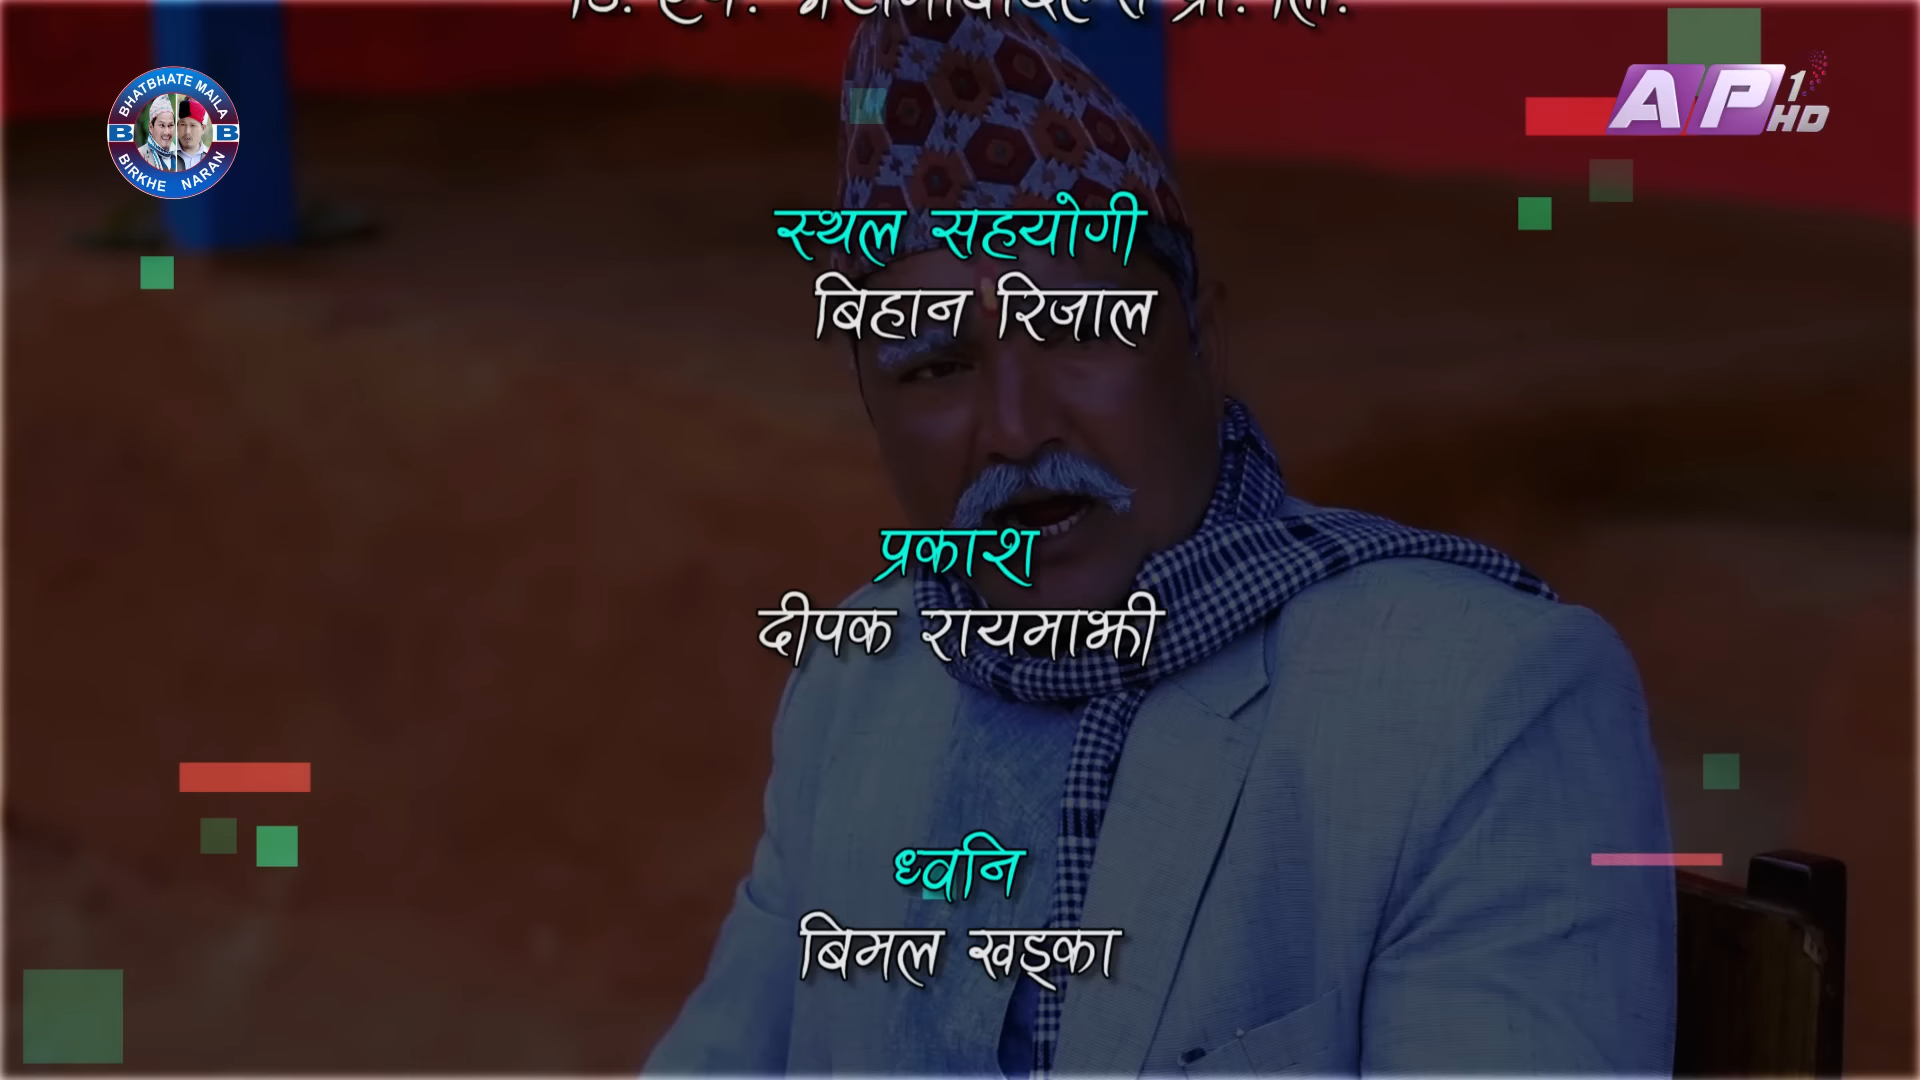 प्रा. लि.
BHATBHATE MAILA
B B
BIRKHE NARAN
AP1 HD
स्थल सहयोगी
बिहान रिजाल
प्रकाश
दीपक रायमाझी
ध्वनि
बिमल खड्का